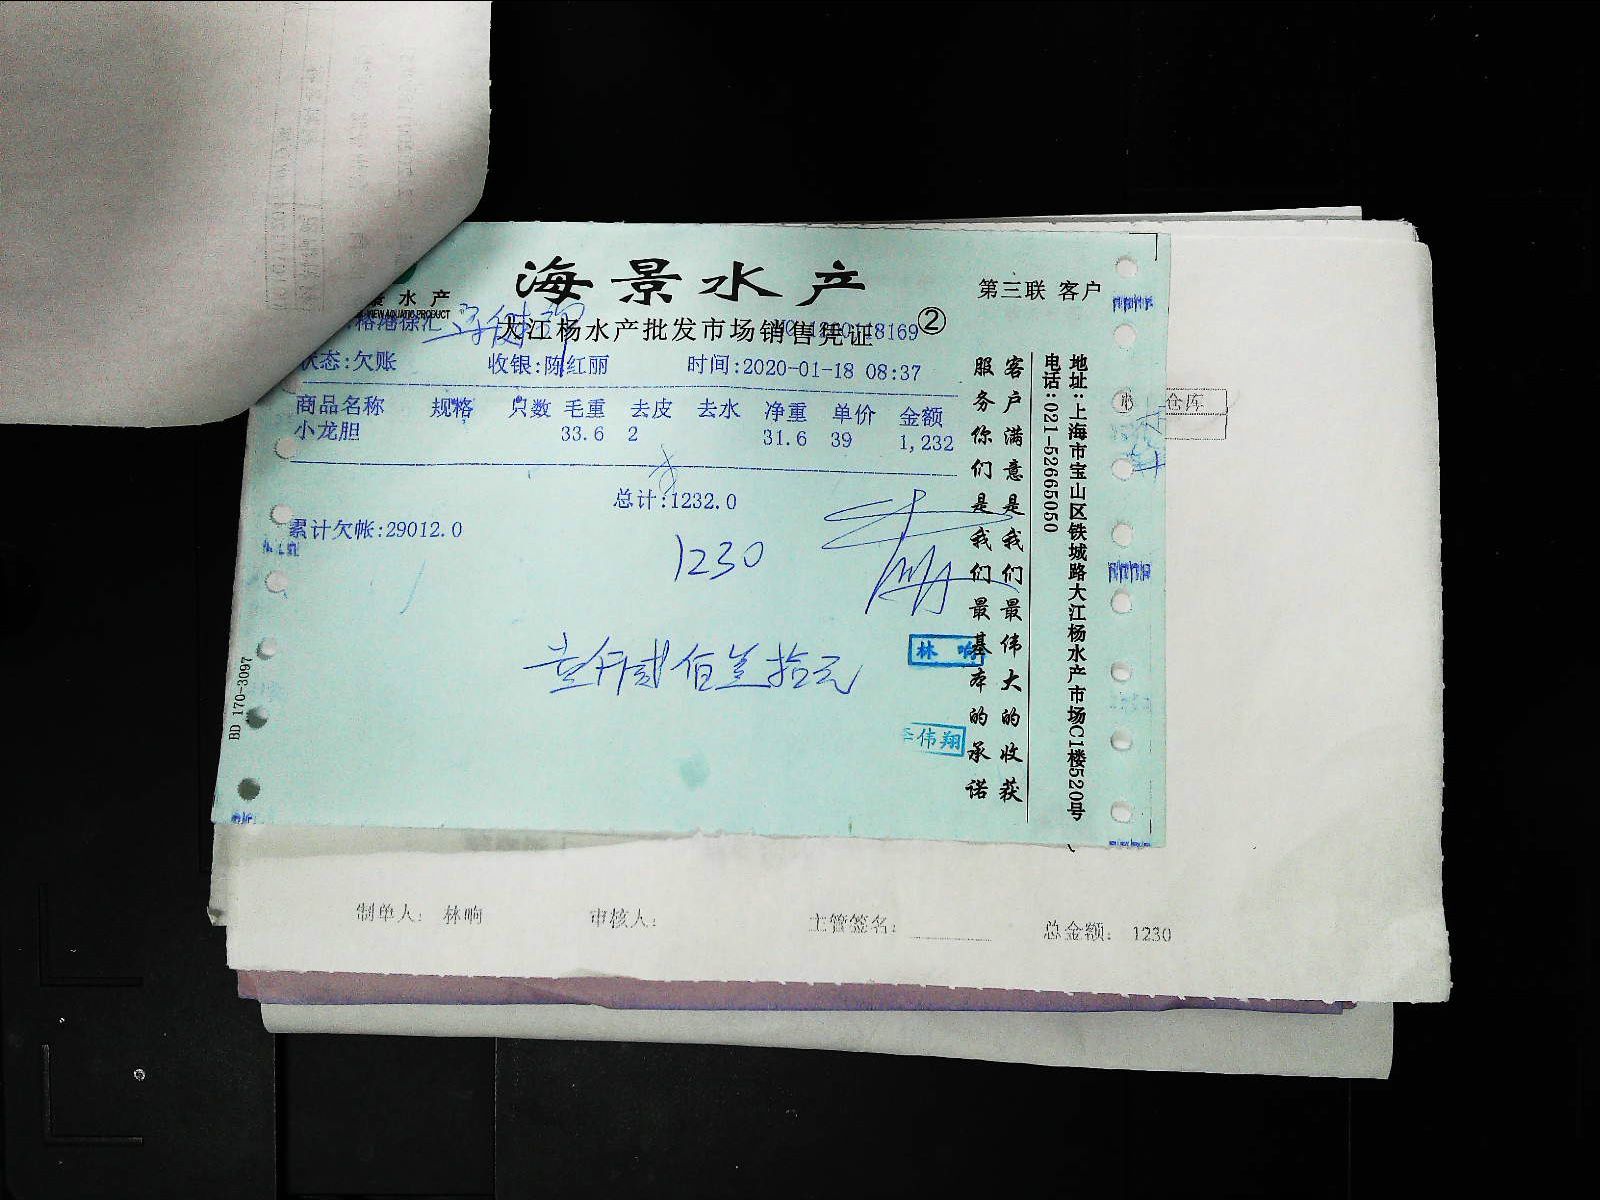 海景水产
第三联 客户
水产
VIEW AQUATIC PRODUCT
徐汇
大江杨水产批发市场销售凭证 ②
状态:欠账 收银:陈红丽 时间:2020-01-18 08:37
商品名称 规格 只数 毛重 去皮 去水 净重 单价 金额
小龙胆 33.6 2 31.6 39 1,232
总计:1232.0
累计欠帐:29012.0
1230
壹仟贰佰叁拾元
林响
李伟翔
客户满意是我们最伟大的收获
服务你们是我们最基本的承诺
地址:上海市宝山区铁城路大江杨水产市场C1楼520号
电话:021-52665050
BD 170-3097
仓库
制单人: 林响 审核人: 主管签名: 总金额: 1230